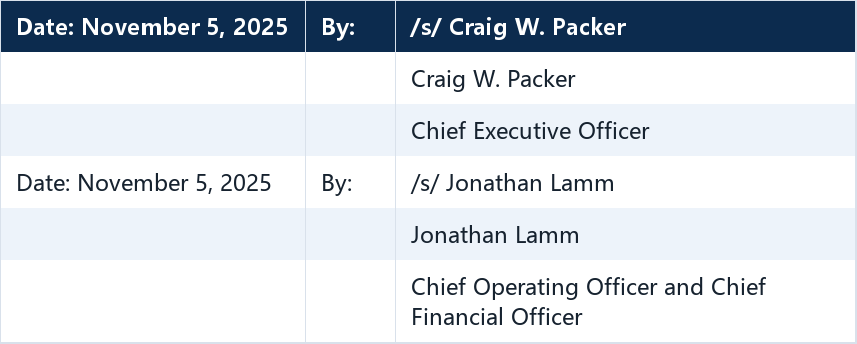 Date: November 5, 2025 By: /s/ Craig W. Packer
Craig W. Packer
Chief Executive Officer
Date: November 5, 2025 By: /s/ Jonathan Lamm
Jonathan Lamm
Chief Operating Officer and Chief
Financial Officer